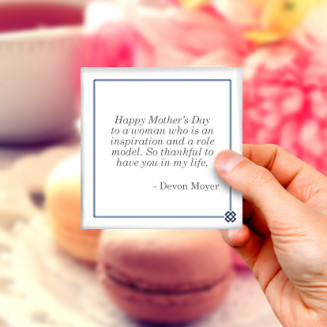 Happy Mother's Day
to a woman who is an
inspiration and a role
model. So thankful to
have you in my life.
- Devon Moyer